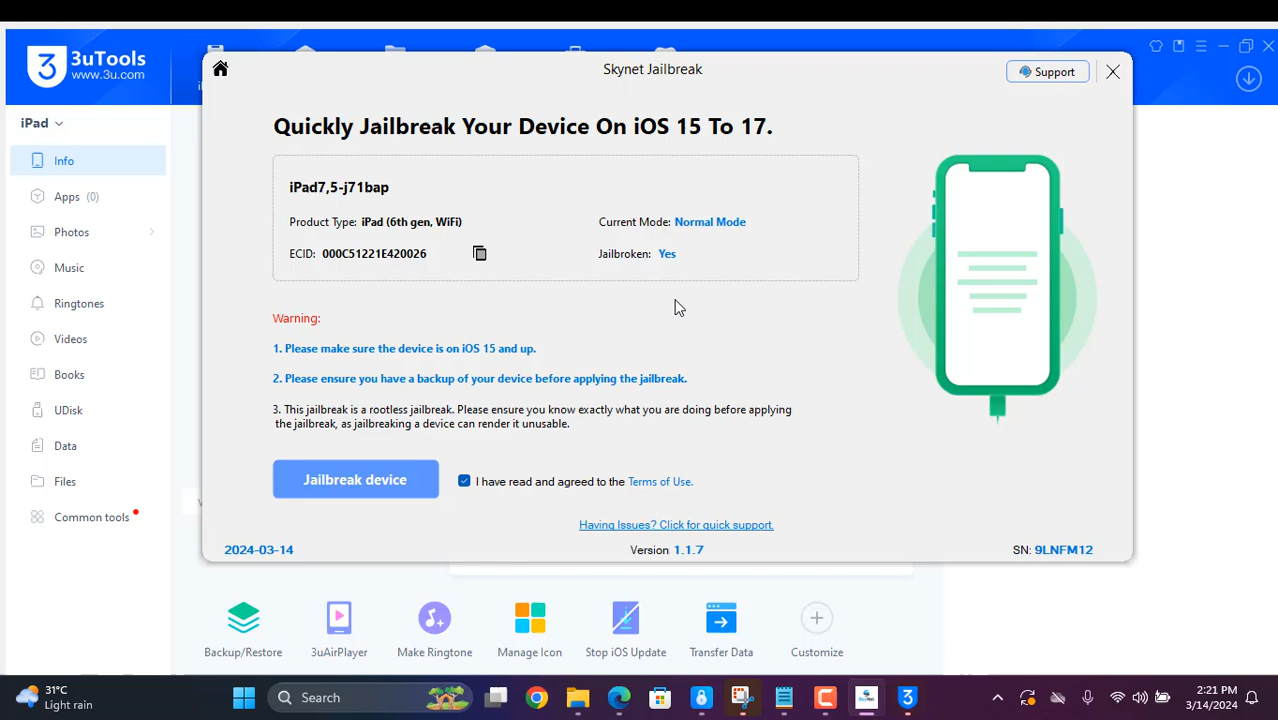 3
3uTools
www.3u.com
Skynet Jailbreak
Support
iPad
Info
Apps (0)
Photos
Music
Ringtones
Videos
Books
UDisk
Data
Files
Common tools
Quickly Jailbreak Your Device On iOS 15 To 17.
iPad7,5-j71bap
Product Type: iPad (6th gen, WiFi)
Current Mode: Normal Mode
ECID: 000C51221E420026
Jailbroken: Yes
Warning:
1. Please make sure the device is on iOS 15 and up.
2. Please ensure you have a backup of your device before applying the jailbreak.
3. This jailbreak is a rootless jailbreak. Please ensure you know exactly what you are doing before applying
the jailbreak, as jailbreaking a device can render it unusable.
Jailbreak device
I have read and agreed to the Terms of Use.
Having Issues? Click for quick support.
2024-03-14
Version 1.1.7
SN: 9LNFM12
Backup/Restore
3uAirPlayer
Make Ringtone
Manage Icon
Stop iOS Update
Transfer Data
Customize
31°C
Light rain
Search
3
2:21 PM
3/14/2024